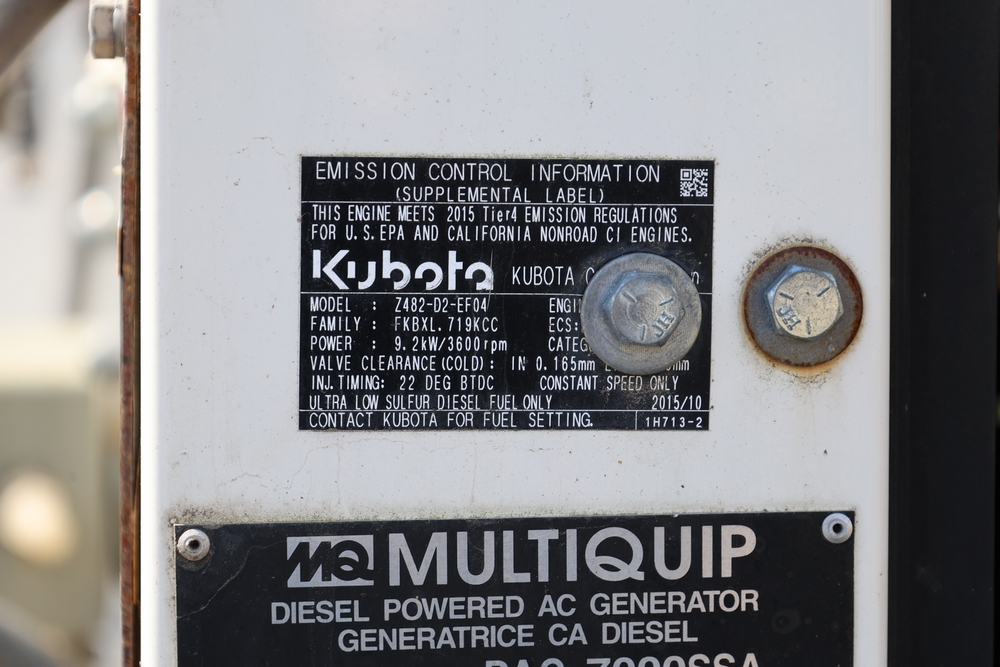 EMISSION CONTROL INFORMATION
(SUPPLEMENTAL LABEL)
THIS ENGINE MEETS 2015 Tier4 EMISSION REGULATIONS
FOR U.S. EPA AND CALIFORNIA NONROAD CI ENGINES.
Kubota KUBOTA
MODEL : Z482-D2-EF04
FAMILY : FKBXL.719KCC ECS:
POWER : 9.2kW/3600rpm
VALVE CLEARANCE(COLD): IN 0.165mm
INJ.TIMING: 22 DEG BTDC CONSTANT SPEED ONLY
ULTRA LOW SULFUR DIESEL FUEL ONLY 2015/10
CONTACT KUBOTA FOR FUEL SETTING. 1H713-2
MQ MULTIQUIP
DIESEL POWERED AC GENERATOR
GENERATRICE CA DIESEL